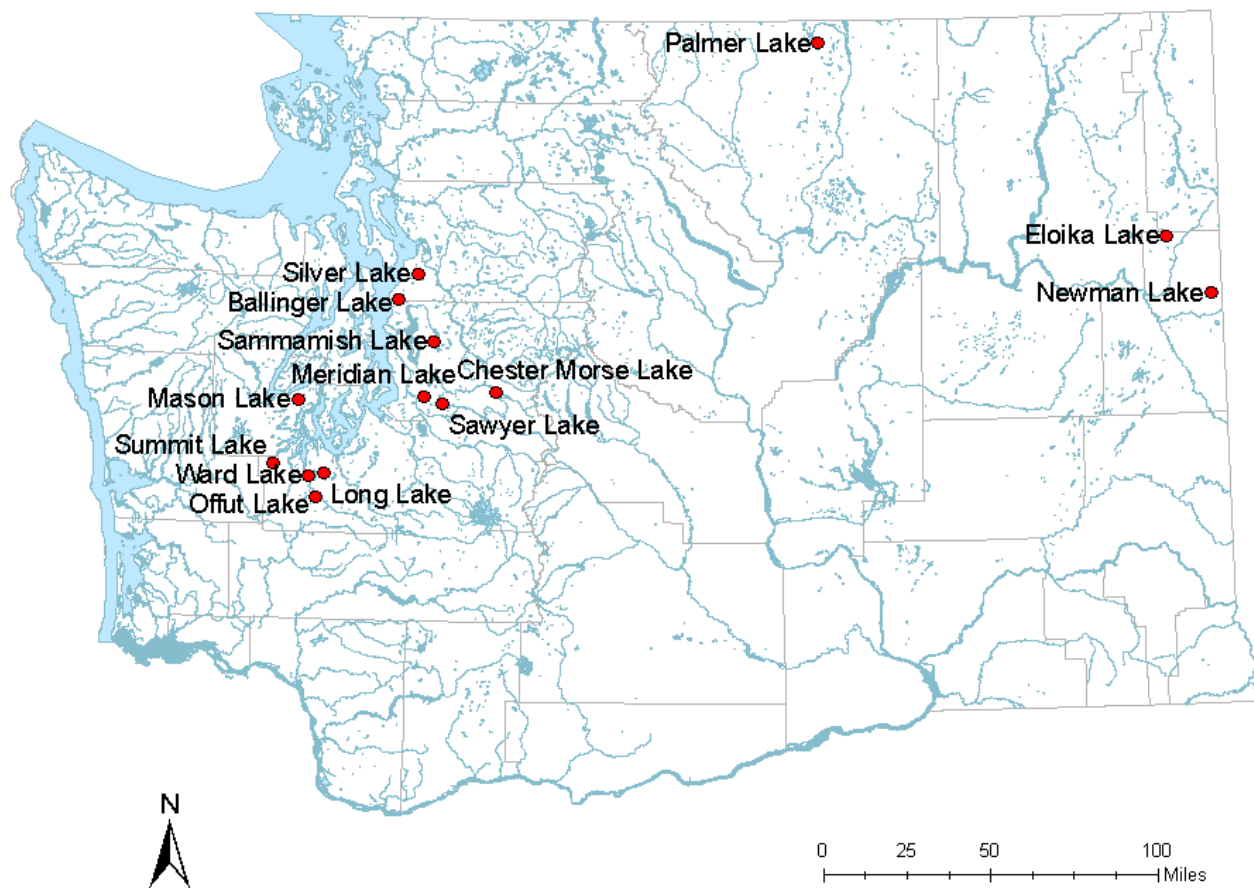 Palmer Lake
Eloika Lake
Silver Lake
Newman Lake
Ballinger Lake
Sammamish Lake
Meridian Lake
Chester Morse Lake
Mason Lake
Sawyer Lake
Summit Lake
Ward Lake
Long Lake
Offut Lake
N
0 25 50 100
Miles